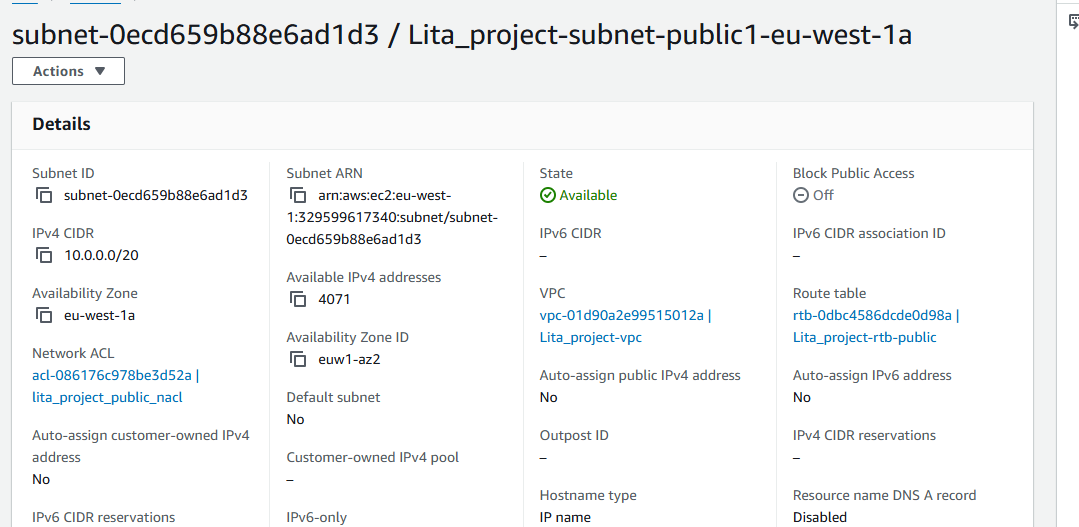 subnet-0ecd659b88e6ad1d3 / Lita_project-subnet-public1-eu-west-1a
Actions
Details
Subnet ID
subnet-0ecd659b88e6ad1d3
IPv4 CIDR
10.0.0.0/20
Availability Zone
eu-west-1a
Network ACL
acl-086176c978be3d52a |
lita_project_public_nacl
Auto-assign customer-owned IPv4
address
No
IPv6 CIDR reservations
Subnet ARN
arn:aws:ec2:eu-west-
1:329599617340:subnet/subnet-
0ecd659b88e6ad1d3
Available IPv4 addresses
4071
Availability Zone ID
euw1-az2
Default subnet
No
Customer-owned IPv4 pool
–
IPv6-only
State
Available
IPv6 CIDR
–
VPC
vpc-01d90a2e99515012a |
Lita_project-vpc
Auto-assign public IPv4 address
No
Outpost ID
–
Hostname type
IP name
Block Public Access
Off
IPv6 CIDR association ID
–
Route table
rtb-0dbc4586dcde0d98a |
Lita_project-rtb-public
Auto-assign IPv6 address
No
IPv4 CIDR reservations
–
Resource name DNS A record
Disabled